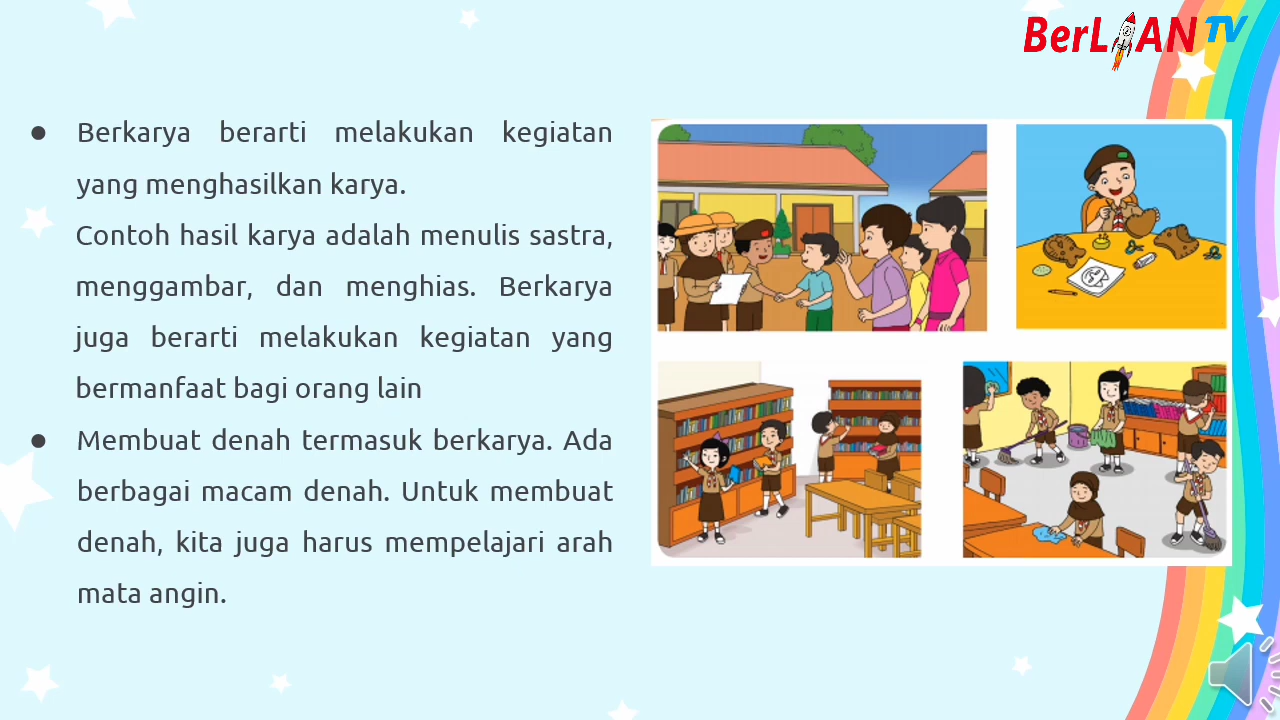 BerLIAN TV
● Berkarya berarti melakukan kegiatan
yang menghasilkan karya.
Contoh hasil karya adalah menulis sastra,
menggambar, dan menghias. Berkarya
juga berarti melakukan kegiatan yang
bermanfaat bagi orang lain
● Membuat denah termasuk berkarya. Ada
berbagai macam denah. Untuk membuat
denah, kita juga harus mempelajari arah
mata angin.